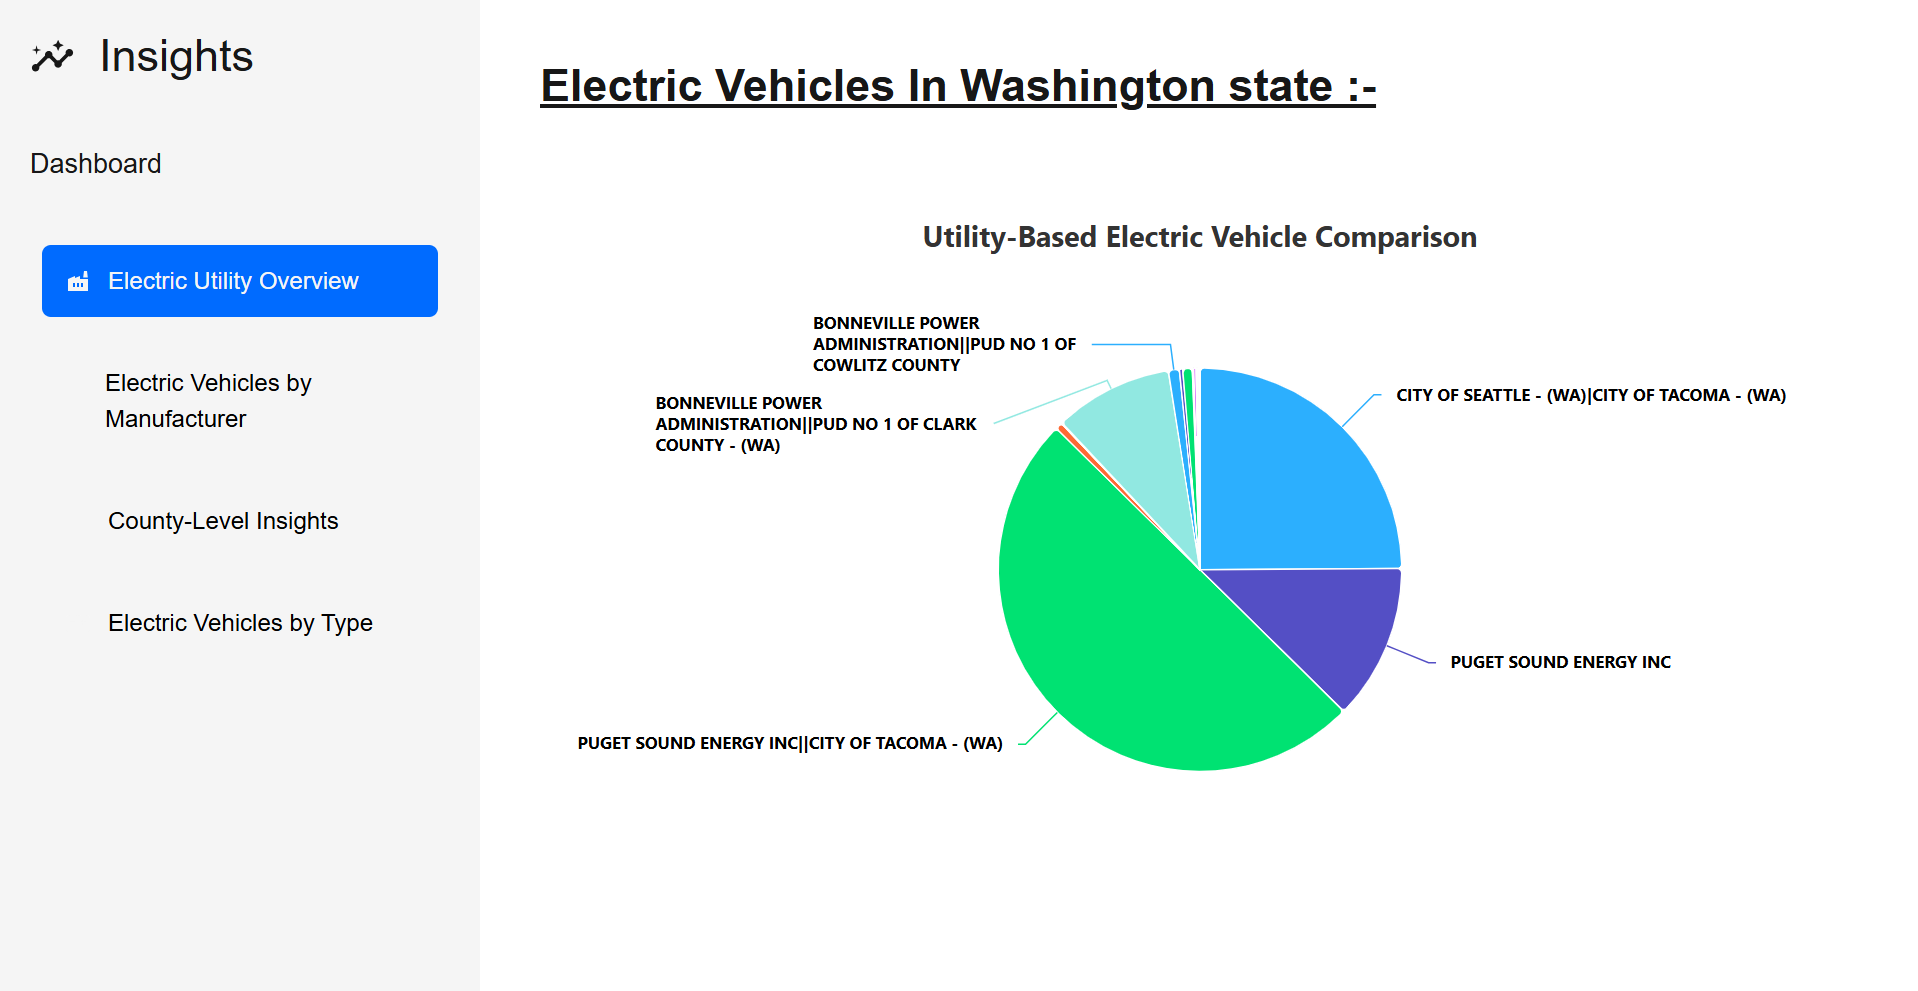 Insights
Dashboard
Electric Utility Overview
Electric Vehicles by
Manufacturer
County-Level Insights
Electric Vehicles by Type
Electric Vehicles In Washington state :-
Utility-Based Electric Vehicle Comparison
BONNEVILLE POWER
ADMINISTRATION||PUD NO 1 OF
COWLITZ COUNTY
BONNEVILLE POWER
ADMINISTRATION||PUD NO 1 OF CLARK
COUNTY - (WA)
CITY OF SEATTLE - (WA)|CITY OF TACOMA - (WA)
PUGET SOUND ENERGY INC
PUGET SOUND ENERGY INC||CITY OF TACOMA - (WA)